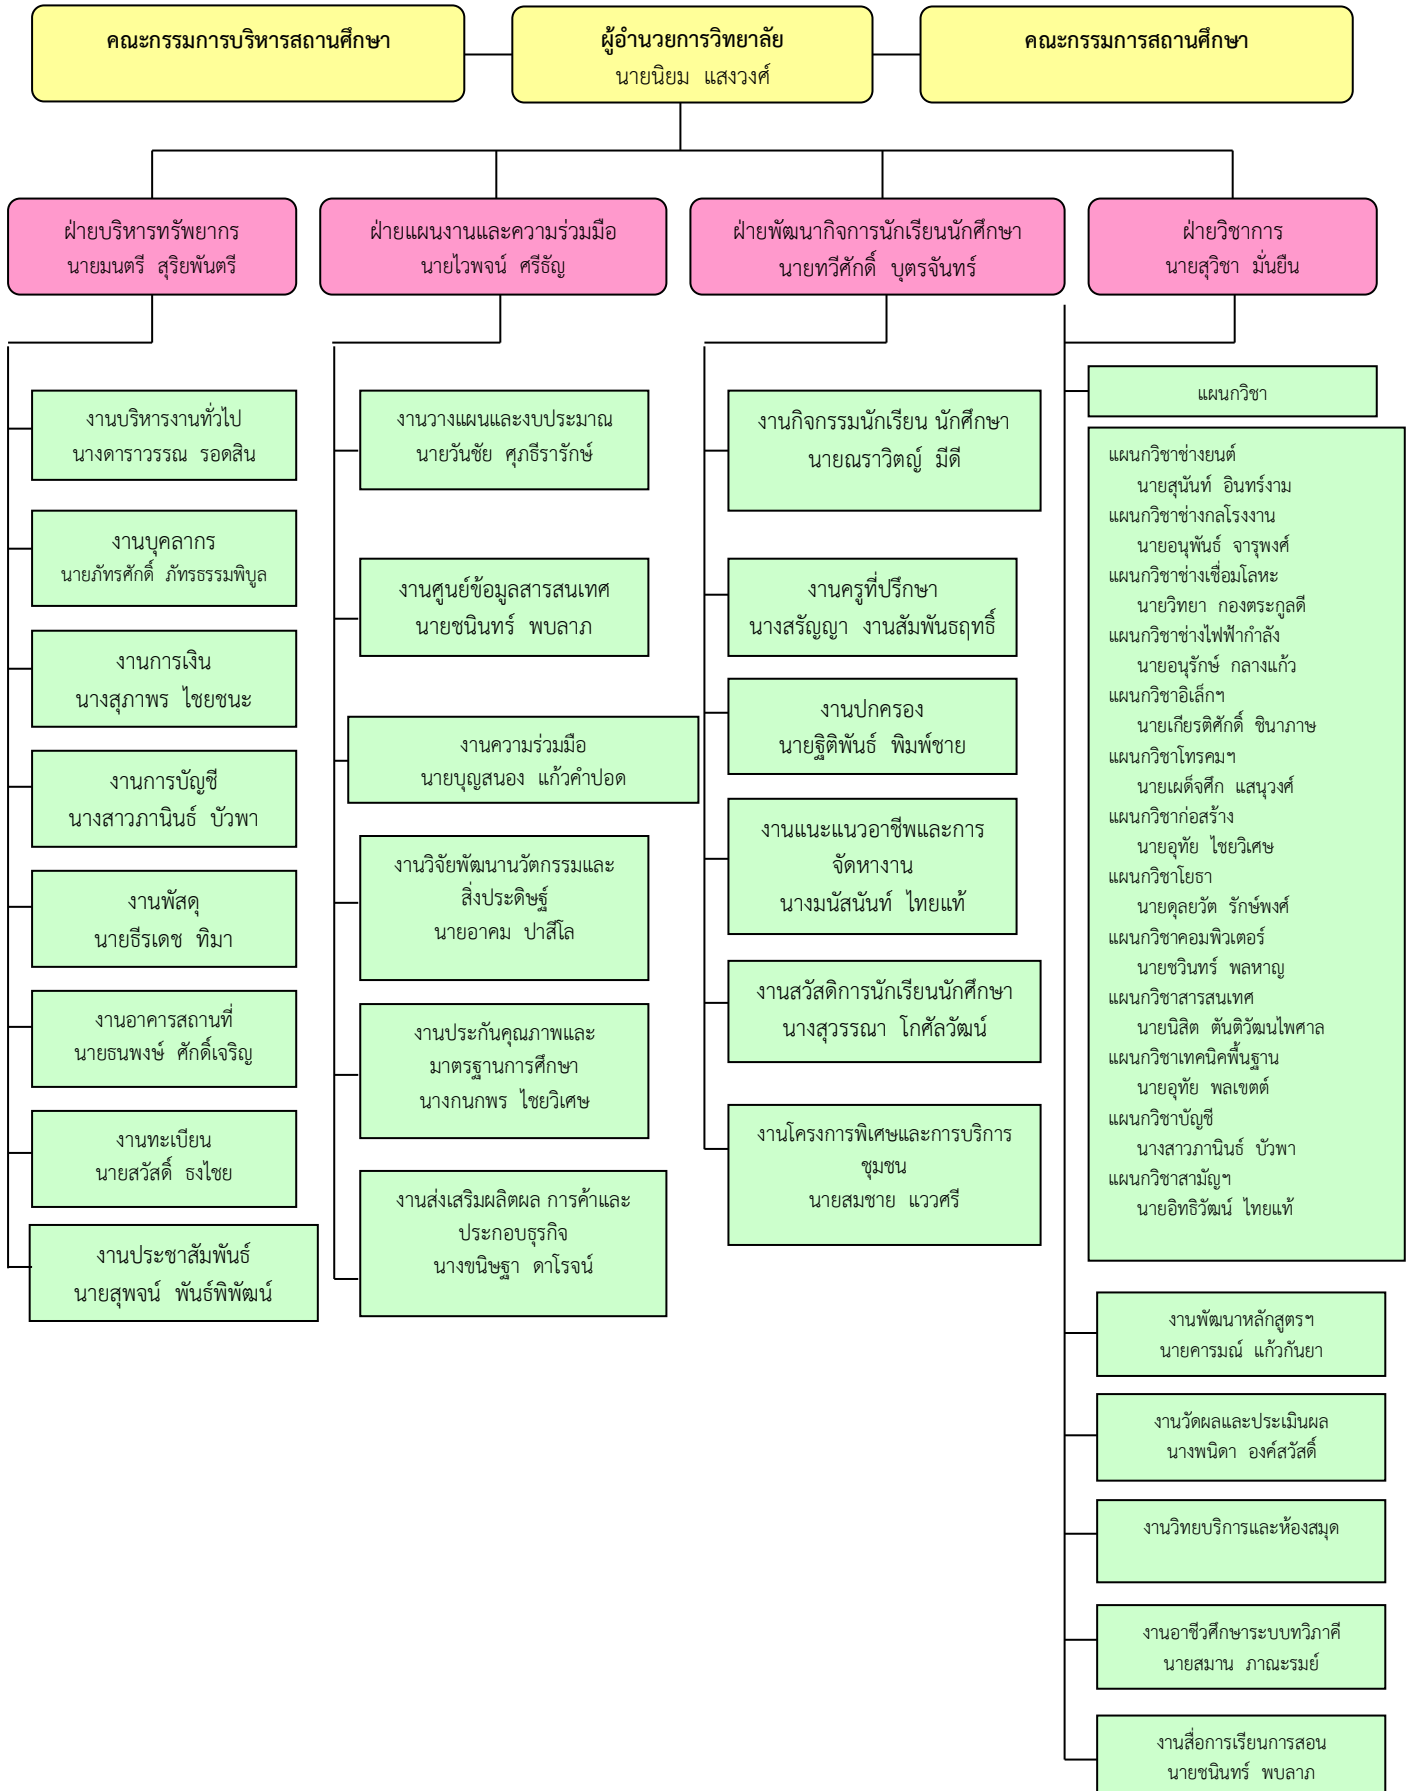 คณะกรรมการบริหารสถานศึกษา
ผู้อำนวยการวิทยาลัย
นายนิยม แสงวงศ์
คณะกรรมการสถานศึกษา
ฝ่ายบริหารทรัพยากร
นายมนตรี สุริยพันตรี
ฝ่ายแผนงานและความร่วมมือ
นายไวพจน์ ศรีธัญ
ฝ่ายพัฒนากิจการนักเรียนนักศึกษา
นายทวีศักดิ์ บุตรจันทร์
ฝ่ายวิชาการ
นายสุวิชา มั่นยืน
งานบริหารงานทั่วไป
นางดาราวรรณ รอดสิน
งานบุคลากร
นายภัทรศักดิ์ ภัทรธรรมพิบูล
งานการเงิน
นางสุภาพร ไชยชนะ
งานการบัญชี
นางสาวภานินธ์ บัวพา
งานพัสดุ
นายธีรเดช ทิมา
งานอาคารสถานที่
นายธนพงษ์ ศักดิ์เจริญ
งานทะเบียน
นายสวัสดิ์ ธงไชย
งานประชาสัมพันธ์
นายสุพจน์ พันธ์พิพัฒน์
งานวางแผนและงบประมาณ
นายวันชัย ศุภธีรารักษ์
งานศูนย์ข้อมูลสารสนเทศ
นายชนินทร์ พบลาภ
งานความร่วมมือ
นายบุญสนอง แก้วคำปอด
งานวิจัยพัฒนานวัตกรรมและ
สิ่งประดิษฐ์
นายอาคม ปาสีโล
งานประกันคุณภาพและ
มาตรฐานการศึกษา
นางกนกพร ไชยวิเศษ
งานส่งเสริมผลิตผล การค้าและ
ประกอบธุรกิจ
นางขนิษฐา ดาโรจน์
งานกิจกรรมนักเรียน นักศึกษา
นายณราวิตญ์ มีดี
งานครูที่ปรึกษา
นางสรัญญา งานสัมพันธฤทธิ์
งานปกครอง
นายฐิติพันธ์ พิมพ์ชาย
งานแนะแนวอาชีพและการ
จัดหางาน
นางมนัสนันท์ ไทยแท้
งานสวัสดิการนักเรียนนักศึกษา
นางสุวรรณา โกศัลวัฒน์
งานโครงการพิเศษและการบริการ
ชุมชน
นายสมชาย แววศรี
แผนกวิชา
แผนกวิชาช่างยนต์
นายสุนันท์ อินทร์งาม
แผนกวิชาช่างกลโรงงาน
นายอนุพันธ์ จารุพงศ์
แผนกวิชาช่างเชื่อมโลหะ
นายวิทยา กองตระกูลดี
แผนกวิชาช่างไฟฟ้ากำลัง
นายอนุรักษ์ กลางแก้ว
แผนกวิชาอิเล็กฯ
นายเกียรติศักดิ์ ชินาภาษ
แผนกวิชาโทรคมฯ
นายเผด็จศึก แสนุวงศ์
แผนกวิชาก่อสร้าง
นายอุทัย ไชยวิเศษ
แผนกวิชาโยธา
นายดุลยวัต รักษ์พงศ์
แผนกวิชาคอมพิวเตอร์
นายชวินทร์ พลหาญ
แผนกวิชาสารสนเทศ
นายนิสิต ตันติวัฒนไพศาล
แผนกวิชาเทคนิคพื้นฐาน
นายอุทัย พลเขตต์
แผนกวิชาบัญชี
นางสาวภานินธ์ บัวพา
แผนกวิชาสามัญฯ
นายอิทธิวัฒน์ ไทยแท้
งานพัฒนาหลักสูตรฯ
นายคารมณ์ แก้วกันยา
งานวัดผลและประเมินผล
นางพนิดา องค์สวัสดิ์
งานวิทยบริการและห้องสมุด
งานอาชีวศึกษาระบบทวิภาคี
นายสมาน ภาณะรมย์
งานสื่อการเรียนการสอน
นายชนินทร์ พบลาภ